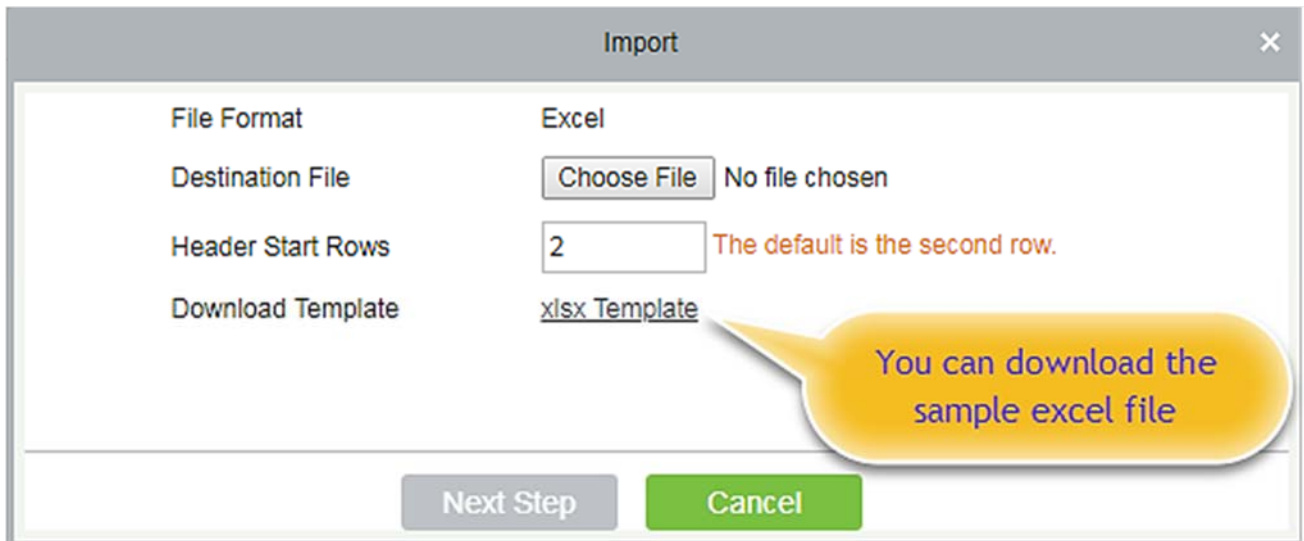 Import ×
File Format Excel
Destination File Choose File No file chosen
Header Start Rows 2 The default is the second row.
Download Template xlsx Template
You can download the
sample excel file
Next Step Cancel